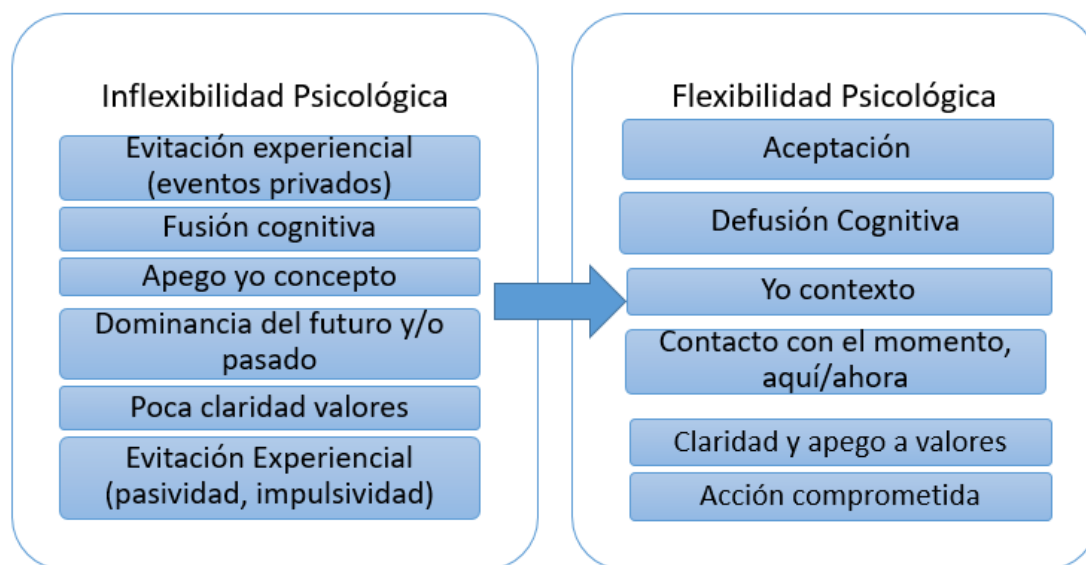 Inflexibilidad Psicológica
Evitación experiencial
(eventos privados)
Fusión cognitiva
Apego yo concepto
Dominancia del futuro y/o
pasado
Poca claridad valores
Evitación Experiencial
(pasividad, impulsividad)
Flexibilidad Psicológica
Aceptación
Defusión Cognitiva
Yo contexto
Contacto con el momento,
aquí/ahora
Claridad y apego a valores
Acción comprometida